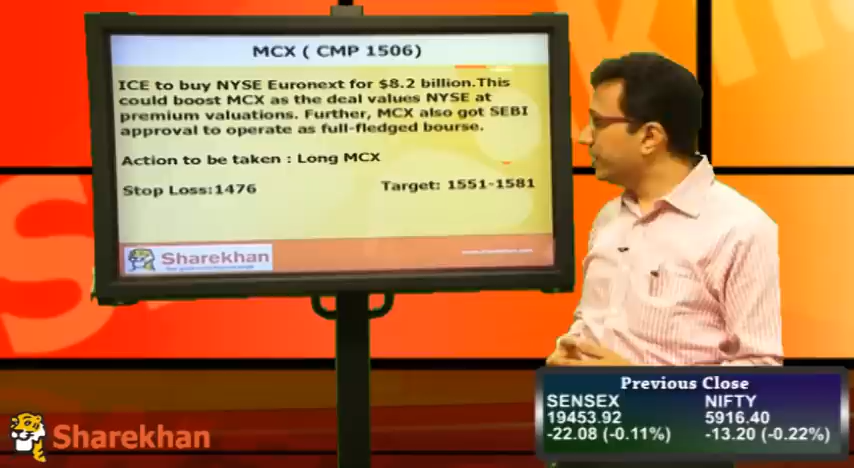 MCX ( CMP 1506)
ICE to buy NYSE Euronext for $8.2 billion.This
could boost MCX as the deal values NYSE at
premium valuations. Further, MCX also got SEBI
approval to operate as full-fledged bourse.
Action to be taken : Long MCX
Stop Loss:1476 Target: 1551-1581
Sharekhan
Sharekhan
Previous Close
SENSEX NIFTY
19453.92 5916.40
-22.08 (-0.11%) -13.20 (-0.22%)